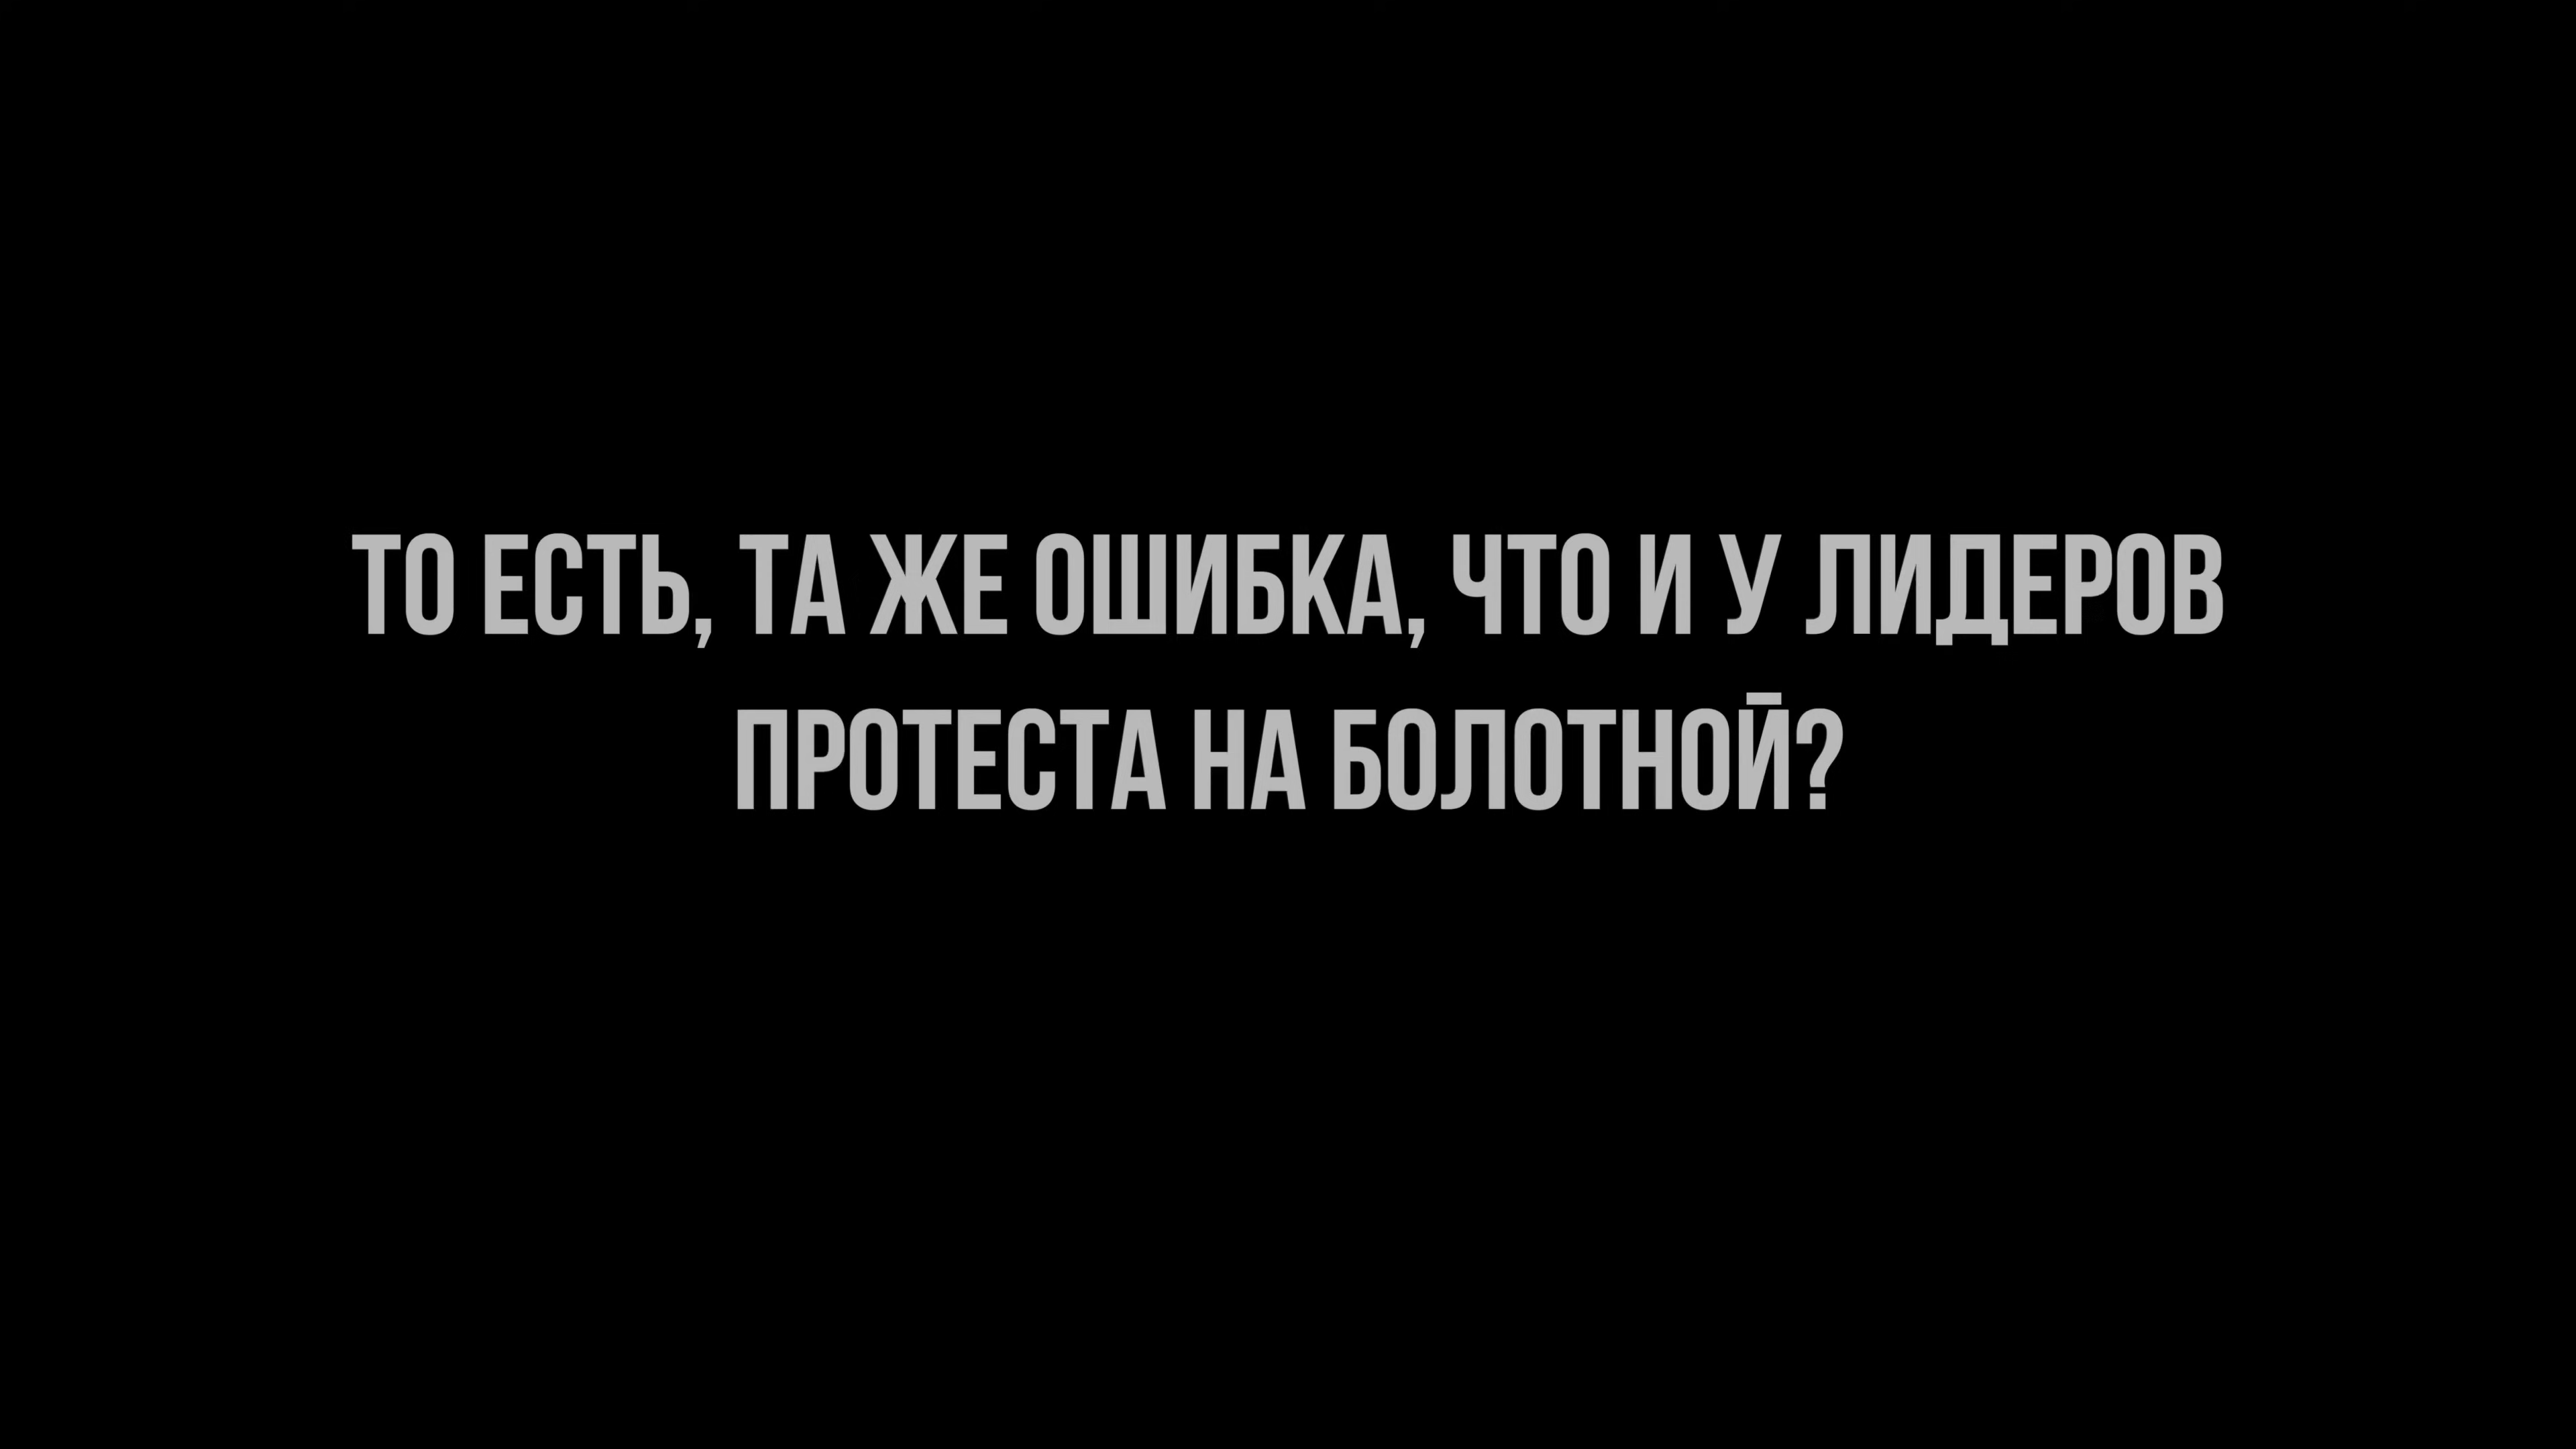 ТО ЕСТЬ, ТА ЖЕ ОШИБКА, ЧТО И У ЛИДЕРОВ
ПРОТЕСТА НА БОЛОТНОЙ?